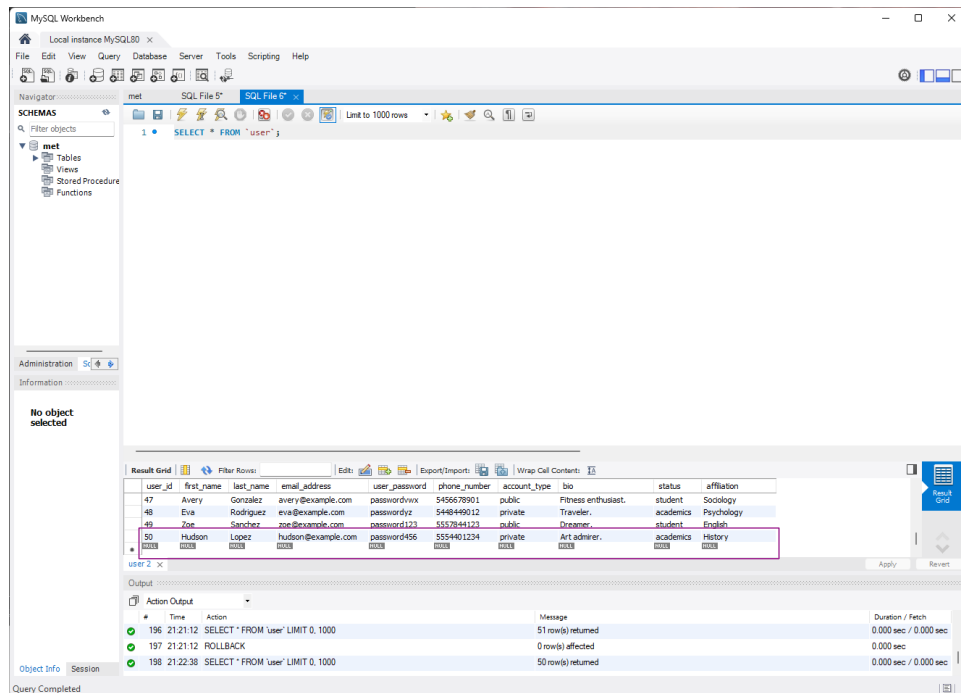 MySQL Workbench
Local instance MySQL80
File Edit View Query Database Server Tools Scripting Help
Navigator met SQL File 5* SQL File 6*
SCHEMAS Limit to 1000 rows
Filter objects 1 SELECT * FROM `user`;
met
Tables
Views
Stored Procedure
Functions
Administration Sc
Information
No object
selected
Result Grid Filter Rows: Edit: Export/Import: Wrap Cell Content:
user_id first_name last_name email_address user_password phone_number account_type bio status affiliation
47 Avery Gonzalez avery@example.com passwordvwx 5456678901 public Fitness enthusiast. student Sociology
48 Eva Rodriguez eva@example.com passwordyz 5448449012 private Traveler. academics Psychology
49 Zoe Sanchez zoe@example.com password123 5557844123 public Dreamer. student English
50 Hudson Lopez hudson@example.com password456 5554401234 private Art admirer. academics History
NULL NULL NULL NULL NULL NULL NULL NULL NULL NULL
Result
Grid
user 2 Apply Revert
Output
Action Output
# Time Action Message Duration / Fetch
196 21:21:12 SELECT * FROM `user` LIMIT 0, 1000 51 row(s) returned 0.000 sec / 0.000 sec
197 21:21:12 ROLLBACK 0 row(s) affected 0.000 sec
198 21:22:38 SELECT * FROM `user` LIMIT 0, 1000 50 row(s) returned 0.000 sec / 0.000 sec
Object Info Session
Query Completed